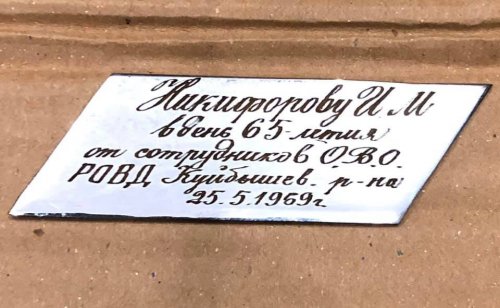 Никифорову И М
в день 65-летия
от сотрудников О.В.О.
РОВД Куйбышев. р-на
25.5.1969г.